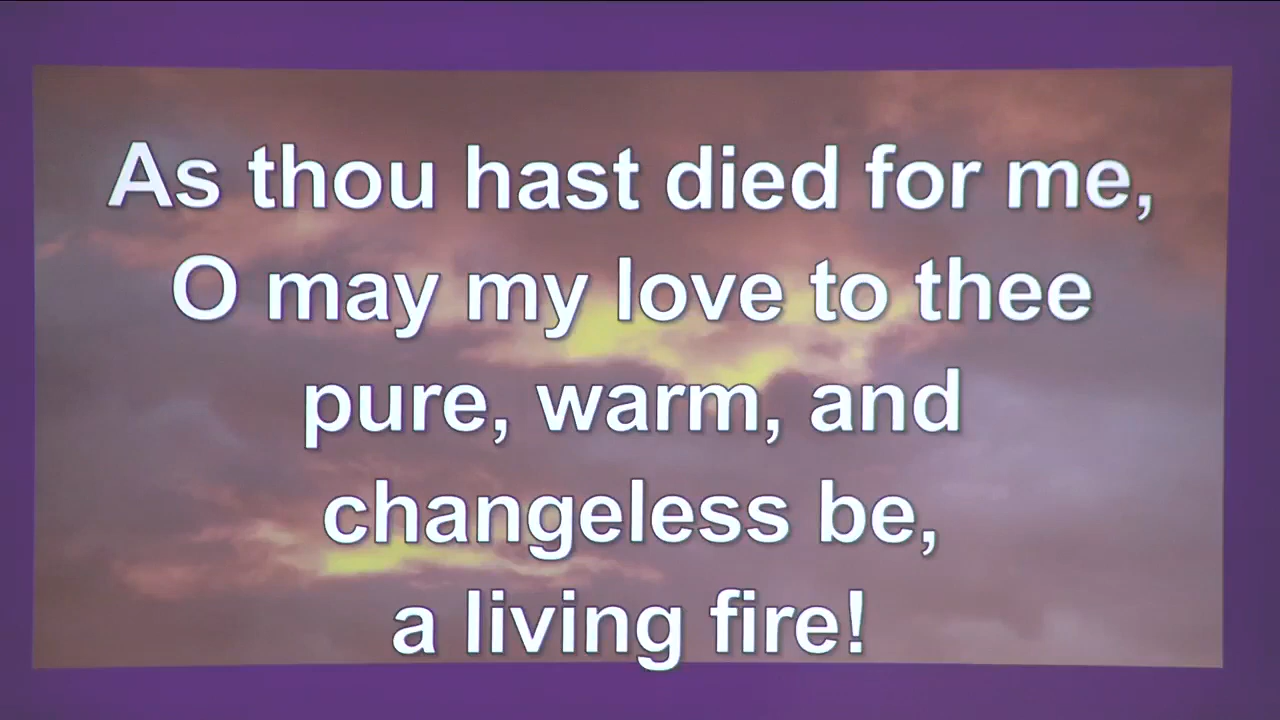 As thou hast died for me,
O may my love to thee
pure, warm, and
changeless be,
a living fire!